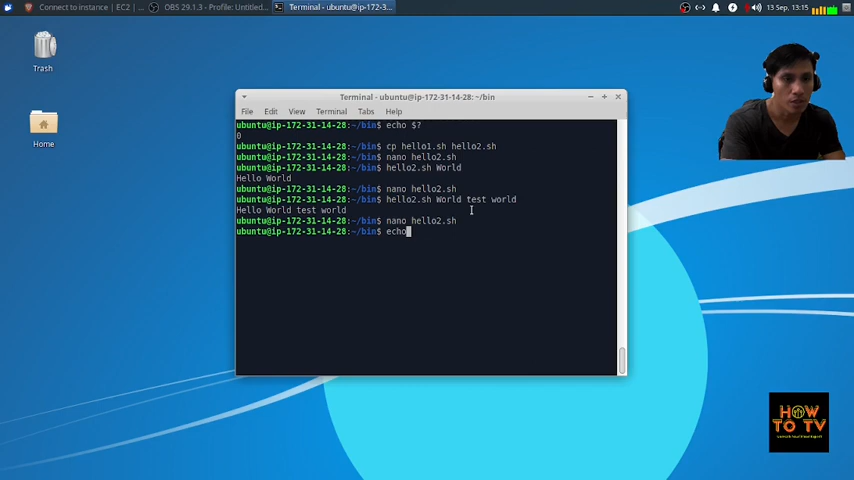 Connect to instance | EC2 | ...
OBS 29.1.3 - Profile: Untitled...
Terminal - ubuntu@ip-172-3...
13 Sep, 13:15
Trash
Home
Terminal - ubuntu@ip-172-31-14-28: ~/bin
File Edit View Terminal Tabs Help
ubuntu@ip-172-31-14-28:~/bin$ echo $?
0
ubuntu@ip-172-31-14-28:~/bin$ cp hello1.sh hello2.sh
ubuntu@ip-172-31-14-28:~/bin$ nano hello2.sh
ubuntu@ip-172-31-14-28:~/bin$ hello2.sh World
Hello World
ubuntu@ip-172-31-14-28:~/bin$ nano hello2.sh
ubuntu@ip-172-31-14-28:~/bin$ hello2.sh World test world
Hello World test world
ubuntu@ip-172-31-14-28:~/bin$ nano hello2.sh
ubuntu@ip-172-31-14-28:~/bin$ echo
HOW
TO TV